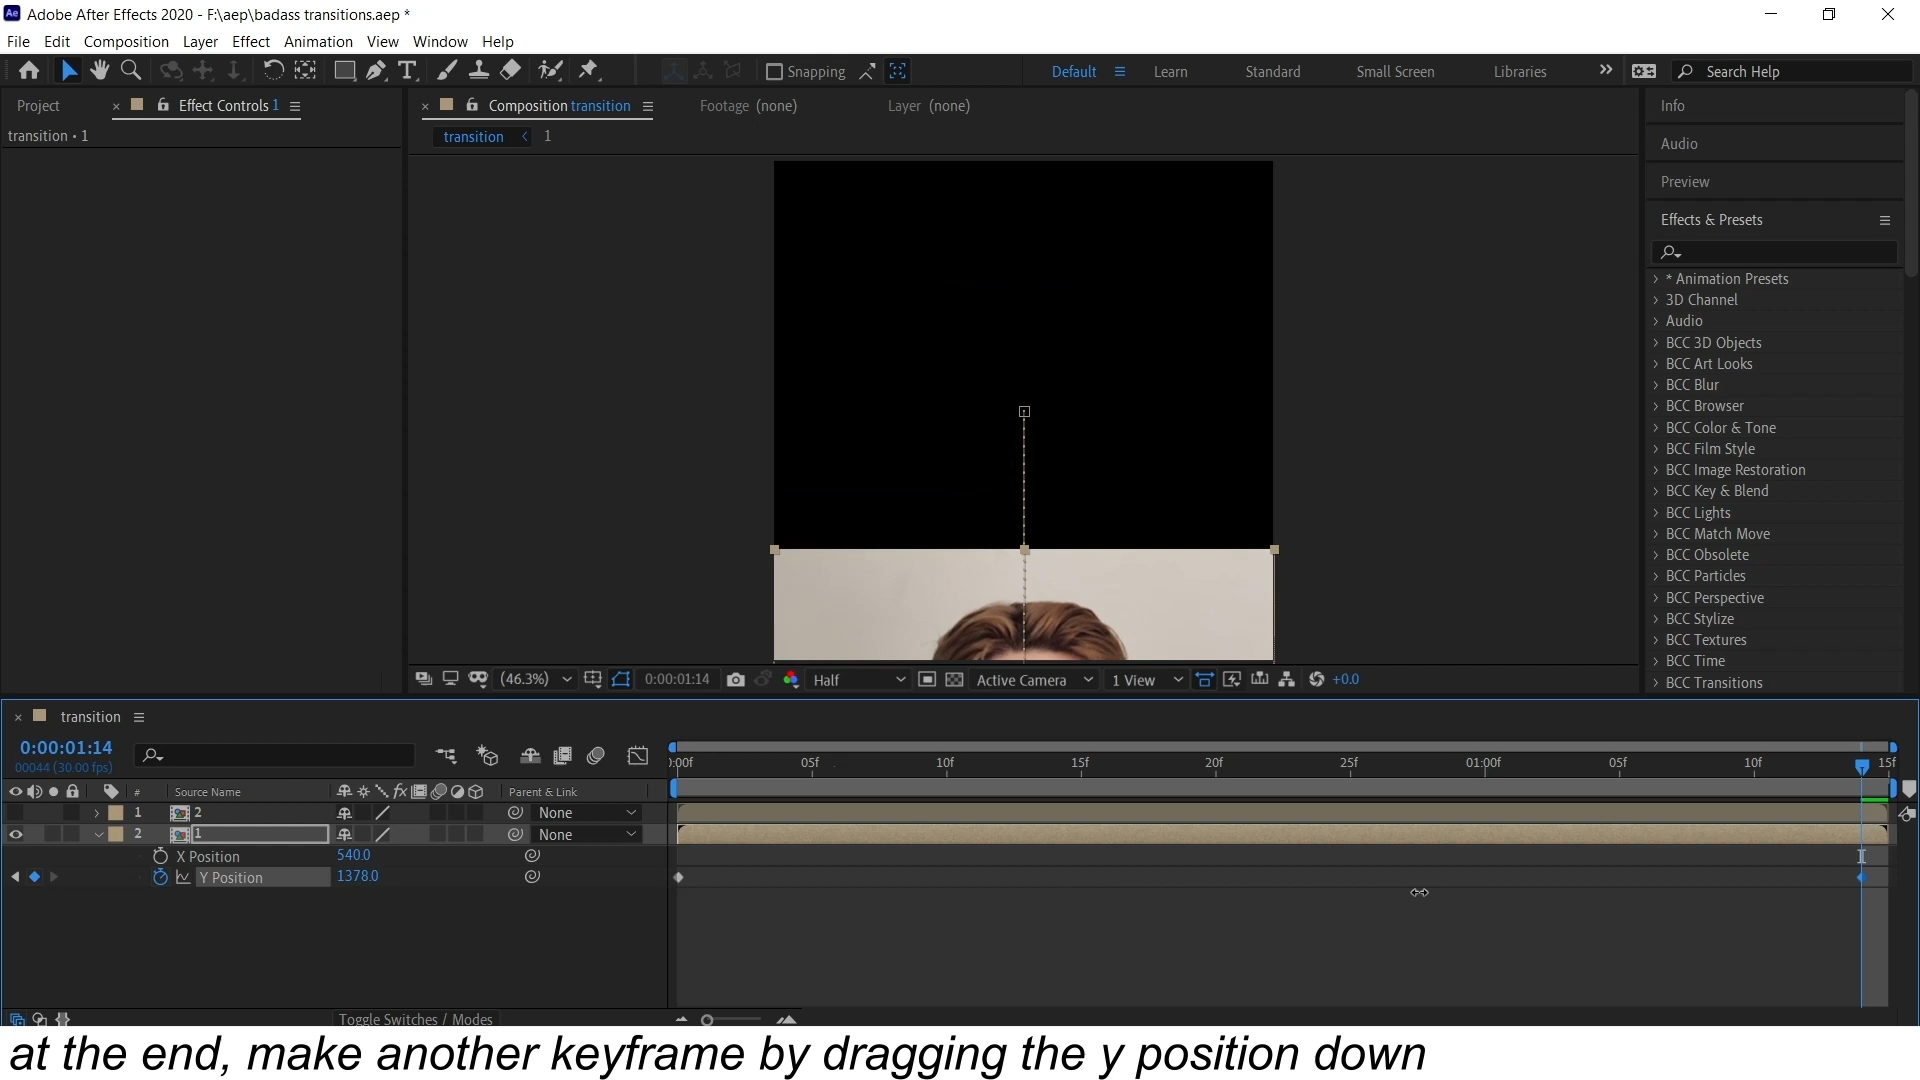 Adobe After Effects 2020 - F:\aep\badass transitions.aep *
File Edit Composition Layer Effect Animation View Window Help
Snapping Default Learn Standard Small Screen Libraries Search Help
Project Effect Controls 1 Composition transition Footage (none) Layer (none) Info
transition • 1
transition < 1
Audio
Preview
Effects & Presets
* Animation Presets
3D Channel
Audio
BCC 3D Objects
BCC Art Looks
BCC Blur
BCC Browser
BCC Color & Tone
BCC Film Style
BCC Image Restoration
BCC Key & Blend
BCC Lights
BCC Match Move
BCC Obsolete
BCC Particles
BCC Perspective
BCC Stylize
BCC Textures
BCC Time
BCC Transitions
(46.3%) 0:00:01:14 Half Active Camera 1 View +0.0
transition
0:00:01:14
00044 (30.00 fps)
):00f 05f 10f 15f 20f 25f 01:00f 05f 10f 15f
# Source Name fx Parent & Link
1 2 None
2 1 None
X Position 540.0
Y Position 1378.0
Toggle Switches / Modes
at the end, make another keyframe by dragging the y position down